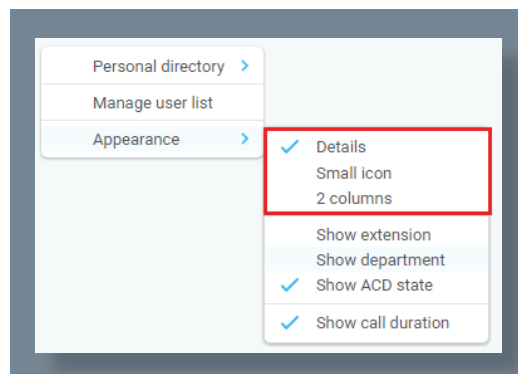 Personal directory
Manage user list
Appearance
Details
Small icon
2 columns
Show extension
Show department
Show ACD state
Show call duration